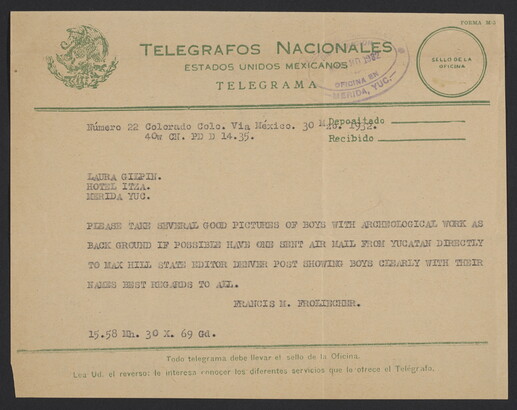 FORMA M-5
TELEGRAFOS NACIONALES
ESTADOS UNIDOS MEXICANOS
TELEGRAMA
SELLO DE LA
OFICINA
1932
OFICINA EN
MERIDA, YUC.
Depositado
Recibido
Número 22 Colorado Colo. Via México. 30 1932.
40w CN. PD D 14.35.
LAURA GILPIN.
HOTEL ITZA.
MERIDA YUC.
PLEASE TAKE SEVERAL GOOD PICTURES OF BOYS WITH ARCHEOLOGICAL WORK AS
BACK GROUND IF POSSIBLE HAVE ONE SENT AIR MAIL FROM YUCATAN DIRECTLY
TO MAX HILL STATE EDITOR DENVER POST SHOWING BOYS CLEARLY WITH THEIR
NAMES BEST REGARDS TO ALL.
FRANCIS M. FROLICHER.
15.58 Mh. 30 X. 69 Gd.
Todo telegrama debe llevar el sello de la Oficina.
Lea Ud. el reverso: le interesa conocer los diferentes servicios que le ofrece el Telégrafo.